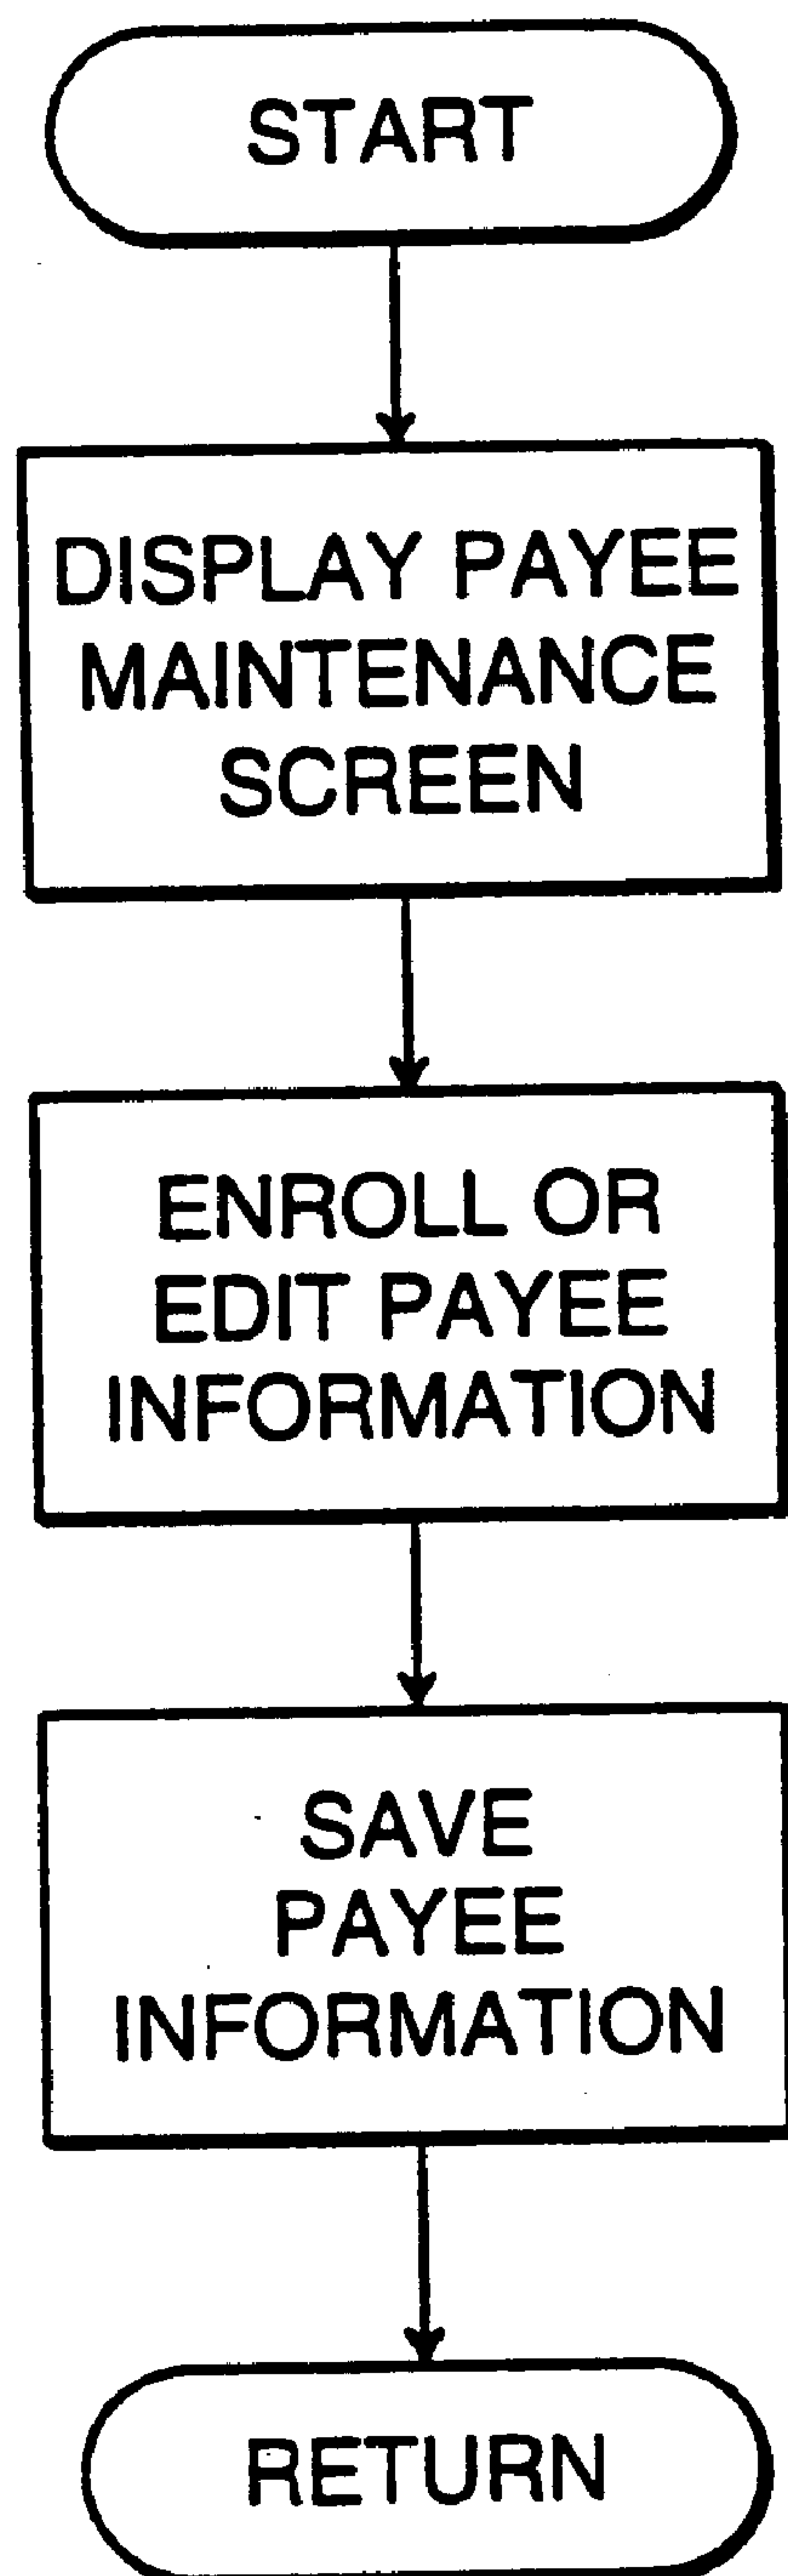 START
DISPLAY PAYEE
MAINTENANCE
SCREEN
ENROLL OR
EDIT PAYEE
INFORMATION
SAVE
PAYEE
INFORMATION
RETURN